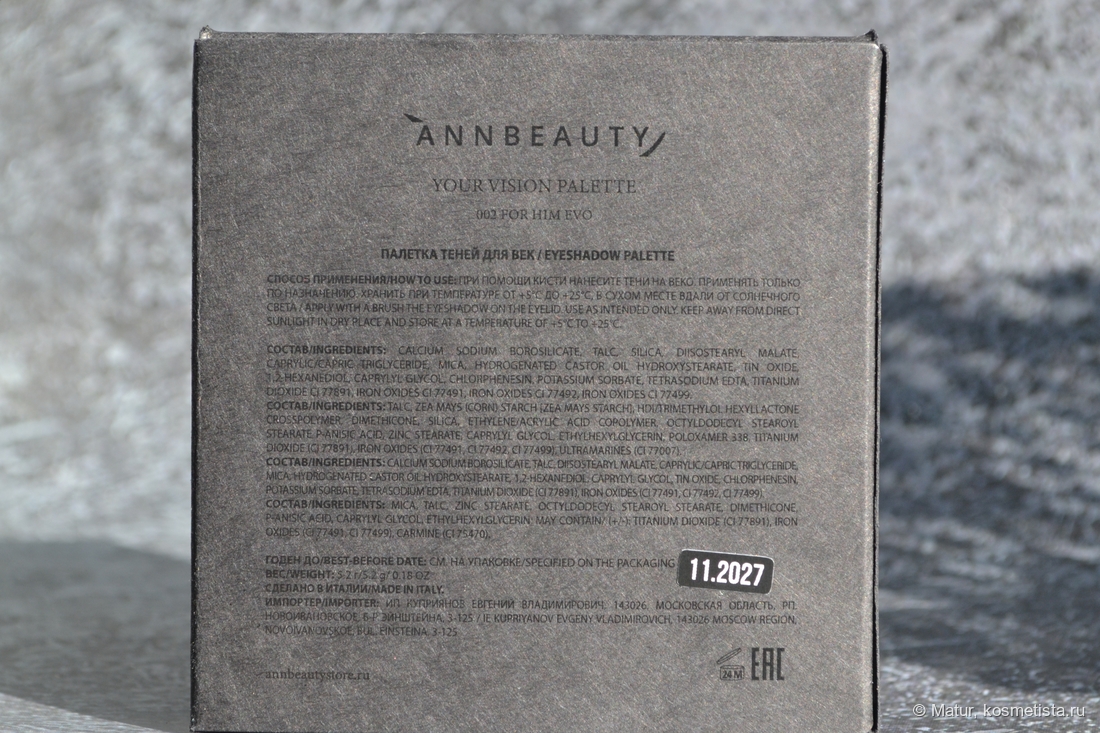 ANNBEAUTY
YOUR VISION PALETTE
002 FOR HIM EVO
ПАЛЕТКА ТЕНЕЙ ДЛЯ ВЕК / EYESHADOW PALETTE
СПОСОБ ПРИМЕНЕНИЯ/HOW TO USE: ПРИ ПОМОЩИ КИСТИ НАНЕСИТЕ ТЕНИ НА ВЕКО. ПРИМЕНЯТЬ ТОЛЬКО
ПО НАЗНАЧЕНИЮ. ХРАНИТЬ ПРИ ТЕМПЕРАТУРЕ ОТ +5°С ДО +25°С, В СУХОМ МЕСТЕ ВДАЛИ ОТ СОЛНЕЧНОГО
СВЕТА / APPLY WITH A BRUSH THE EYESHADOW ON THE EYELID. USE AS INTENDED ONLY. KEEP AWAY FROM DIRECT
SUNLIGHT IN DRY PLACE AND STORE AT A TEMPERATURE OF +5°C TO +25°C.
СОСТАВ/INGREDIENTS: CALCIUM SODIUM BOROSILICATE, TALC, SILICA, DIISOSTEARYL MALATE,
CAPRYLIC/CAPRIC TRIGLYCERIDE, MICA, HYDROGENATED CASTOR OIL HYDROXYSTEARATE, TIN OXIDE,
1,2-HEXANEDIOL, CAPRYLYL GLYCOL, CHLORPHENESIN, POTASSIUM SORBATE, TETRASODIUM EDTA, TITANIUM
DIOXIDE CI 77891, IRON OXIDES CI 77491, IRON OXIDES CI 77492, IRON OXIDES CI 77499.
СОСТАВ/INGREDIENTS: TALC, ZEA MAYS (CORN) STARCH [ZEA MAYS STARCH], HDI/TRIMETHYLOL HEXYLLACTONE
CROSSPOLYMER, DIMETHICONE, SILICA, ETHYLENE/ACRYLIC ACID COPOLYMER, OCTYLDODECYL STEAROYL
STEARATE P-ANISIC ACID, ZINC STEARATE, CAPRYLYL GLYCOL, ETHYLHEXYLGLYCERIN, POLOXAMER 338, TITANIUM
DIOXIDE (CI 77891), IRON OXIDES (CI 77491, CI 77492, CI 77499), ULTRAMARINES (CI 77007).
СОСТАВ/INGREDIENTS: CALCIUM SODIUM BOROSILICATE, TALC, DIISOSTEARYL MALATE, CAPRYLIC/CAPRIC TRIGLYCERIDE,
MICA, HYDROGENATED CASTOR OIL HYDROXYSTEARATE, 1,2-HEXANEDIOL, CAPRYLYL GLYCOL, TIN OXIDE, CHLORPHENESIN,
POTASSIUM SORBATE, TETRASODIUM EDTA, TITANIUM DIOXIDE (CI 77891), IRON OXIDES (CI 77491, CI 77492, CI 77499).
СОСТАВ/INGREDIENTS: MICA, TALC, ZINC STEARATE, OCTYLDODECYL STEAROYL STEARATE, DIMETHICONE,
P-ANISIC ACID, CAPRYLYL GLYCOL, ETHYLHEXYLGLYCERIN. MAY CONTAIN/ (+/-): TITANIUM DIOXIDE (CI 77891), IRON
OXIDES (CI 77491, CI 77499), CARMINE (CI 75470).
ГОДЕН ДО/BEST-BEFORE DATE: СМ. НА УПАКОВКЕ/SPECIFIED ON THE PACKAGING
11.2027
ВЕС/WEIGHT: 5.2 г/5.2 g/ 0.18 OZ
СДЕЛАНО В ИТАЛИИ/MADE IN ITALY.
ИМПОРТЕР/IMPORTER: ИП КУПРИЯНОВ ЕВГЕНИЙ ВЛАДИМИРОВИЧ, 143026, МОСКОВСКАЯ ОБЛАСТЬ, РП.
НОВОИВАНОВСКОЕ, Б-Р ЭЙНШТЕЙНА, 3-125 / IE KUPRIYANOV EVGENY VLADIMIROVICH, 143026 MOSCOW REGION,
NOVOIVANOVSKOE, BUL. EINSTEINA, 3-125
annbeautystore.ru
24 M
EAC
© Matur, kosmetista.ru